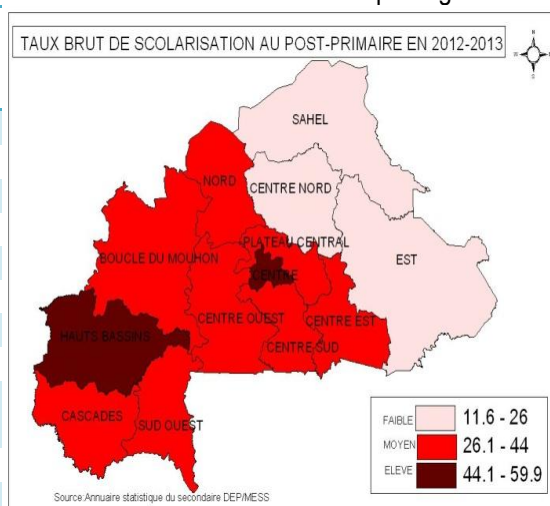 TAUX BRUT DE SCOLARISATION AU POST-PRIMAIRE EN 2012-2013
N
SAHEL
NORD
CENTRE NORD
PLATEAU CENTRAL
BOUCLE DU MOUHON
EST
CENTRE
HAUTS BASSINS
CENTRE OUEST
CENTRE EST
CENTRE SUD
CASCADES
SUD OUEST
FAIBLE 11.6 - 26
MOYEN 26.1 - 44
ELEVE 44.1 - 59.9
Source:Annuaire statistique du secondaire DEP/MESS